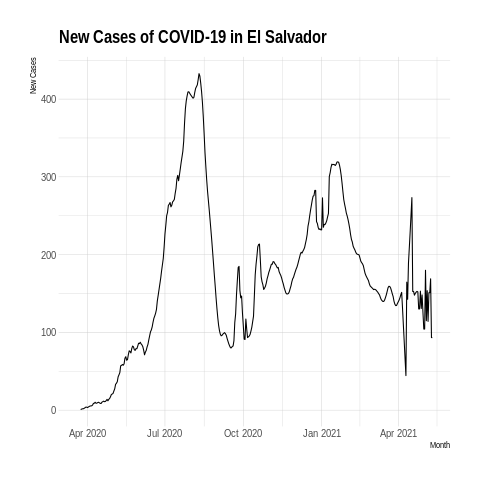 New Cases of COVID-19 in El Salvador
New Cases
400
300
200
100
0
Apr 2020 Jul 2020 Oct 2020 Jan 2021 Apr 2021
Month